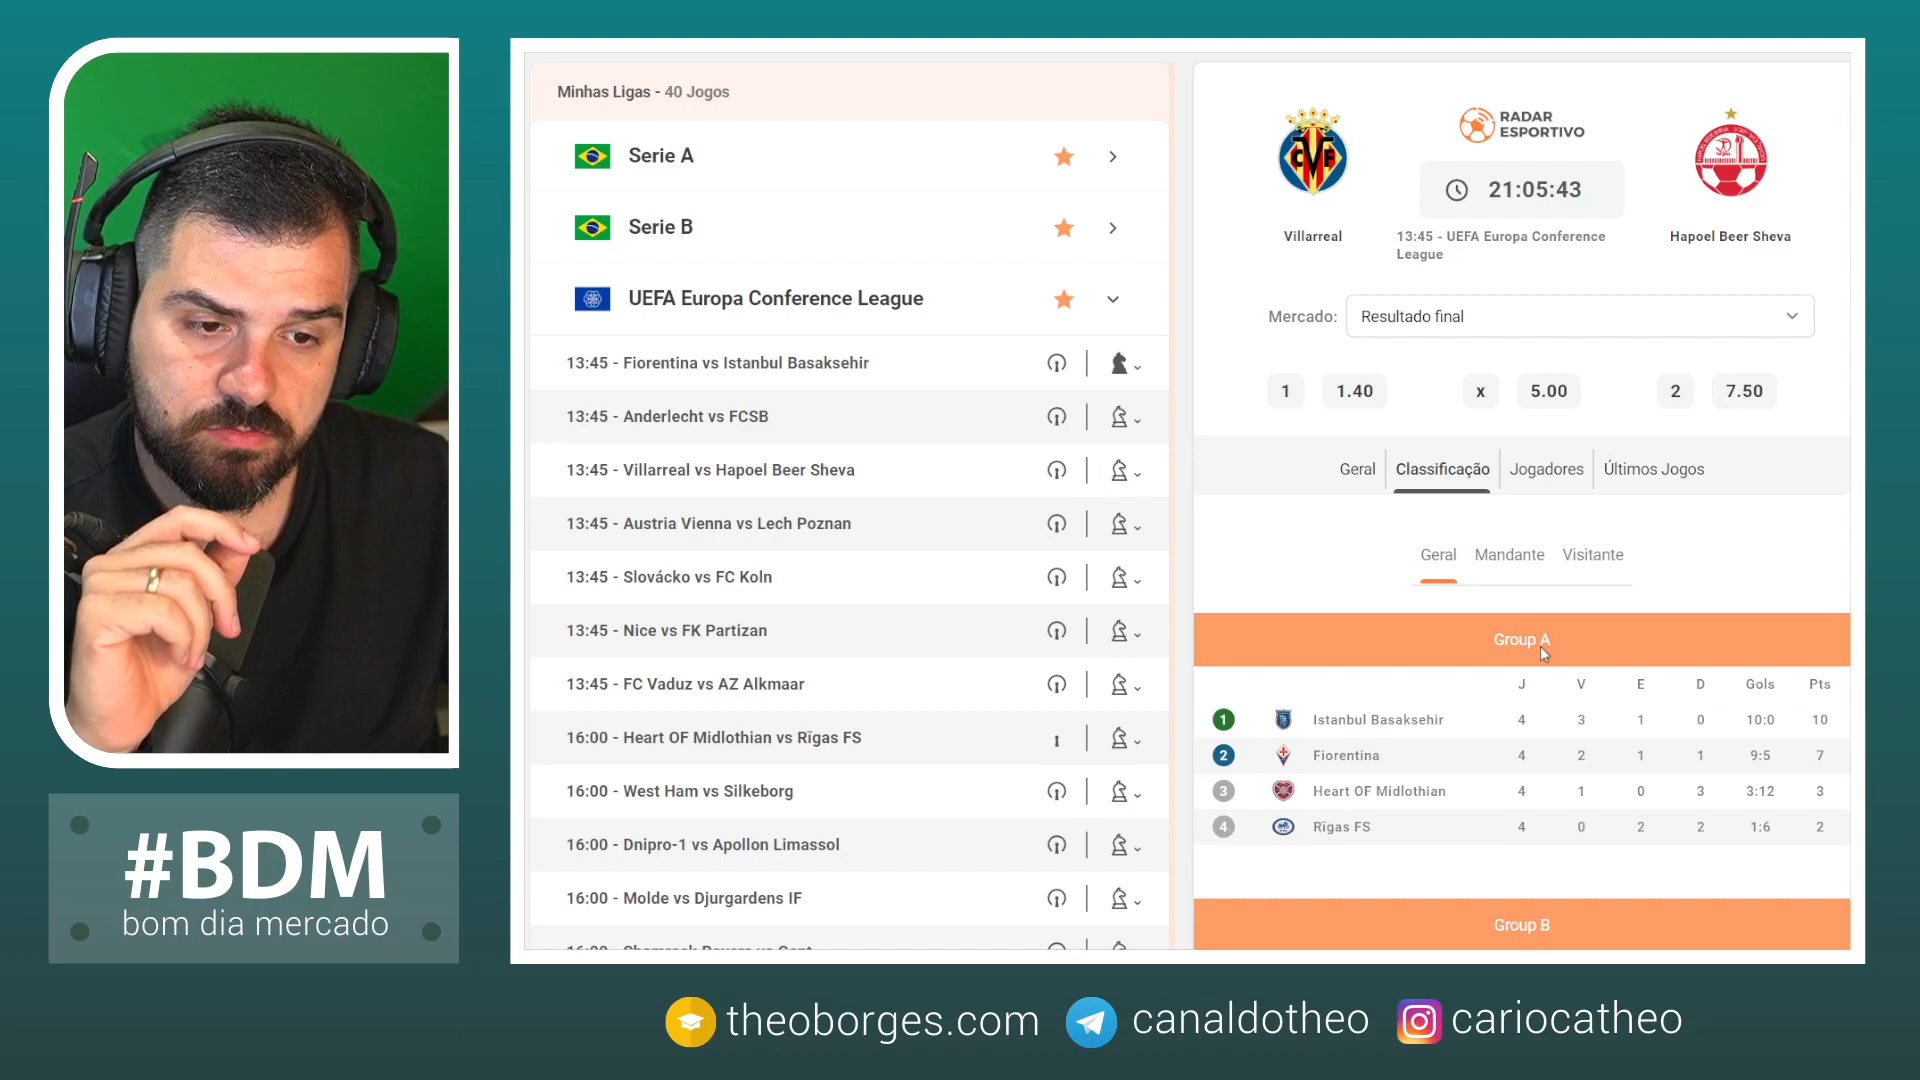 Minhas Ligas - 40 Jogos
Serie A
Serie B
UEFA Europa Conference League
13:45 - Fiorentina vs Istanbul Basaksehir
13:45 - Anderlecht vs FCSB
13:45 - Villarreal vs Hapoel Beer Sheva
13:45 - Austria Vienna vs Lech Poznan
13:45 - Slovácko vs FC Koln
13:45 - Nice vs FK Partizan
13:45 - FC Vaduz vs AZ Alkmaar
16:00 - Heart OF Midlothian vs Rīgas FS
16:00 - West Ham vs Silkeborg
16:00 - Dnipro-1 vs Apollon Limassol
16:00 - Molde vs Djurgardens IF
RADAR
ESPORTIVO
21:05:43
Villarreal
13:45 - UEFA Europa Conference
League
Hapoel Beer Sheva
Mercado: Resultado final
1 1.40 x 5.00 2 7.50
Geral Classificação Jogadores Últimos Jogos
Geral Mandante Visitante
Group A
J V E D Gols Pts
1 Istanbul Basaksehir 4 3 1 0 10:0 10
2 Fiorentina 4 2 1 1 9:5 7
3 Heart OF Midlothian 4 1 0 3 3:12 3
4 Rīgas FS 4 0 2 2 1:6 2
Group B
#BDM
bom dia mercado
theoborges.com canaldotheo cariocatheo